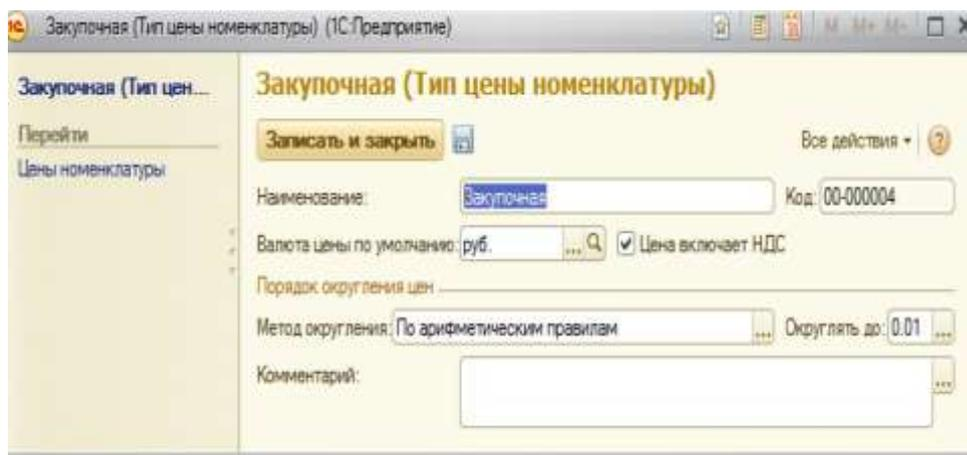 Закупочная (Тип цены номенклатуры) (1С:Предприятие) M M+ M-
Закупочная (Тип цен...
Перейти
Цены номенклатуры
Закупочная (Тип цены номенклатуры)
Записать и закрыть Все действия
Наименование: Закупочная Код: 00-000004
Валюта цены по умолчанию: руб. ... Цена включает НДС
Порядок округления цен
Метод округления: По арифметическим правилам ... Округлять до: 0.01 ...
Комментарий: ...